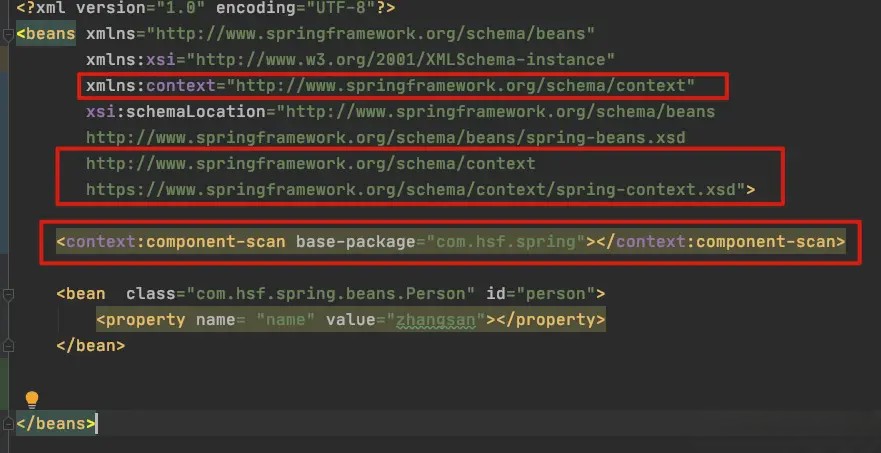 <?xml version="1.0" encoding="UTF-8"?>
<beans xmlns="http://www.springframework.org/schema/beans"
xmlns:xsi="http://www.w3.org/2001/XMLSchema-instance"
xmlns:context="http://www.springframework.org/schema/context"
xsi:schemaLocation="http://www.springframework.org/schema/beans
http://www.springframework.org/schema/beans/spring-beans.xsd
http://www.springframework.org/schema/context
https://www.springframework.org/schema/context/spring-context.xsd">
<context:component-scan base-package="com.hsf.spring"></context:component-scan>
<bean  class="com.hsf.spring.beans.Person" id="person">
<property name= "name" value="zhangsan"></property>
</bean>
</beans>